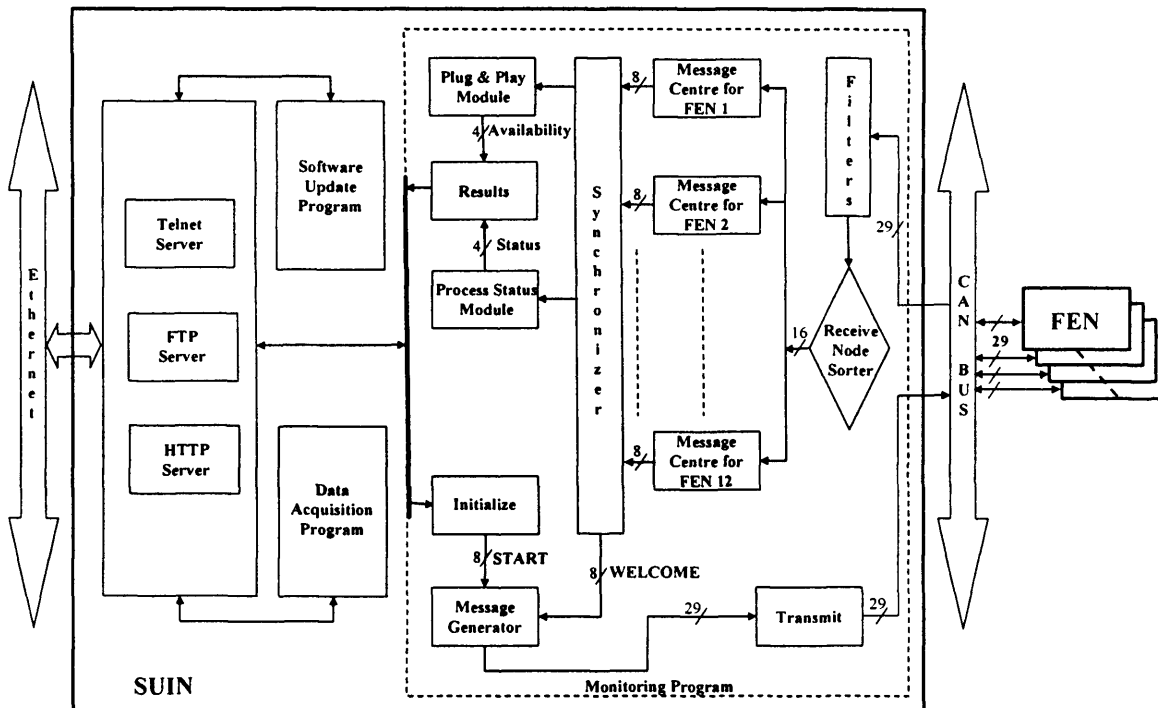 Ethernet
Telnet
Server
FTP
Server
HTTP
Server
SUIN
Software
Update
Program
Data
Acquisition
Program
Plug & Play
Module
4
Availability
Results
4
Status
Process Status
Module
Initialize
8
START
Message
Generator
Synchronizer
8
WELCOME
8
Message
Centre for
FEN 1
8
Message
Centre for
FEN 2
8
Message
Centre for
FEN 12
Filters
29
16
Receive
Node
Sorter
29
Transmit
29
Monitoring Program
CAN BUS
29
FEN